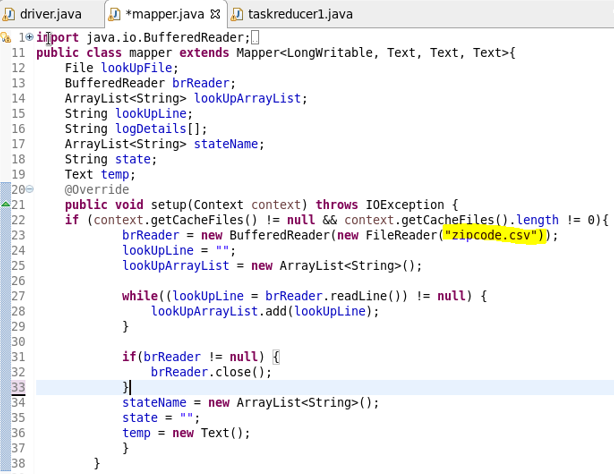 driver.java *mapper.java taskreducer1.java
1 import java.io.BufferedReader;
11 public class mapper extends Mapper<LongWritable, Text, Text, Text>{
12 File lookUpFile;
13 BufferedReader brReader;
14 ArrayList<String> lookUpArrayList;
15 String lookUpLine;
16 String logDetails[];
17 ArrayList<String> stateName;
18 String state;
19 Text temp;
20 @Override
21 public void setup(Context context) throws IOException {
22 if (context.getCacheFiles() != null && context.getCacheFiles().length != 0){
23 brReader = new BufferedReader(new FileReader("zipcode.csv"));
24 lookUpLine = "";
25 lookUpArrayList = new ArrayList<String>();
26
27 while((lookUpLine = brReader.readLine()) != null) {
28 lookUpArrayList.add(lookUpLine);
29 }
30
31 if(brReader != null) {
32 brReader.close();
33 }
34 stateName = new ArrayList<String>();
35 state = "";
36 temp = new Text();
37 }
38 }